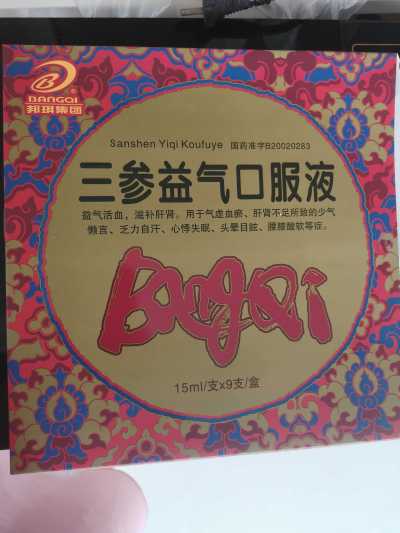 BANGQI
邦琪集团
Sanshen Yiqi Koufuye 国药准字B20020283
三参益气口服液
益气活血，滋补肝肾。用于气虚血瘀、肝肾不足所致的少气
懒言、乏力自汗、心悸失眠、头晕目眩、腰膝酸软等症。
BangQi
15ml/支x9支/盒